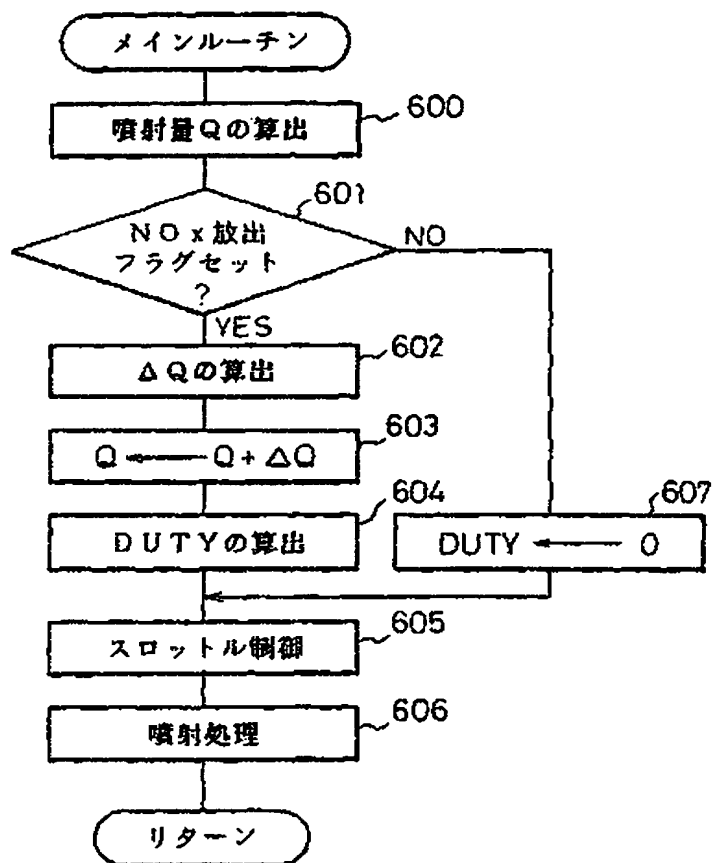 メインルーチン
600
噴射量Qの算出
601
NOx放出
フラグセット
?
NO
YES
602
ΔQの算出
603
Q ← Q+ΔQ
604
DUTYの算出
607
DUTY ← 0
605
スロットル制御
606
噴射処理
リターン